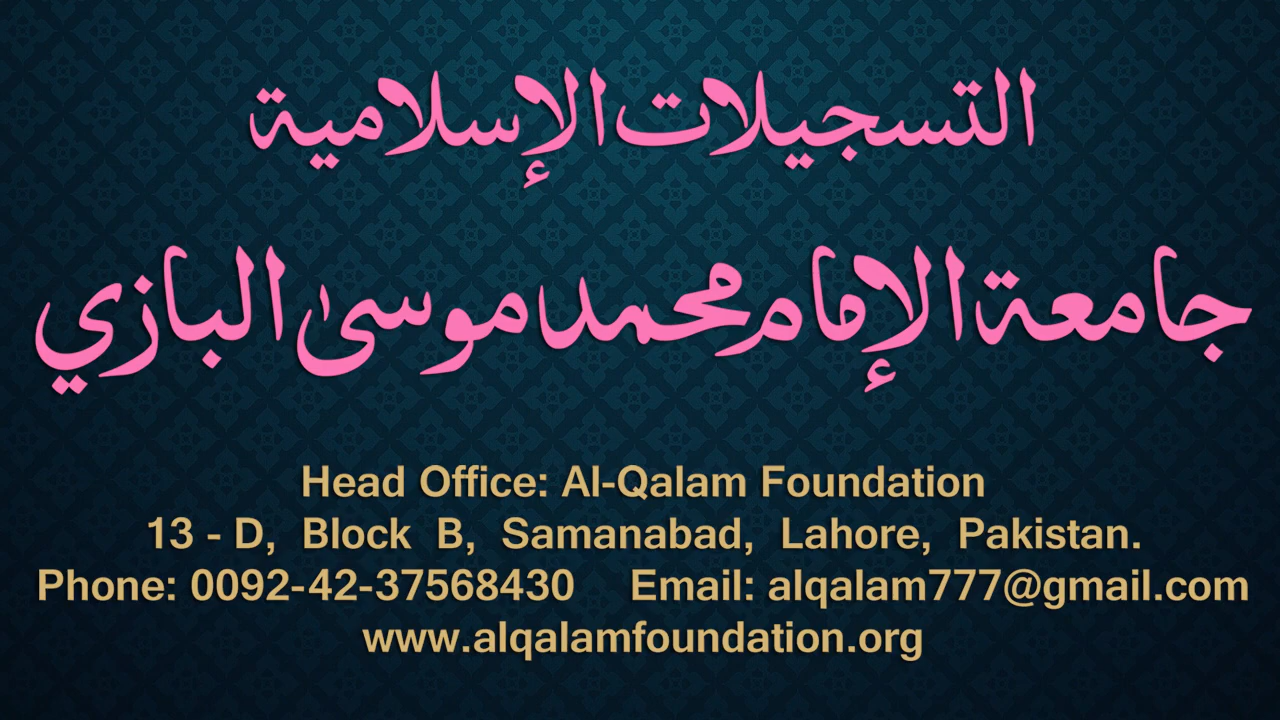 التسجيلات الإسلامية
جامعة الإمام محمد موسىٰ البازي
Head Office: Al-Qalam Foundation
13 - D, Block B, Samanabad, Lahore, Pakistan.
Phone: 0092-42-37568430 Email: alqalam777@gmail.com
www.alqalamfoundation.org